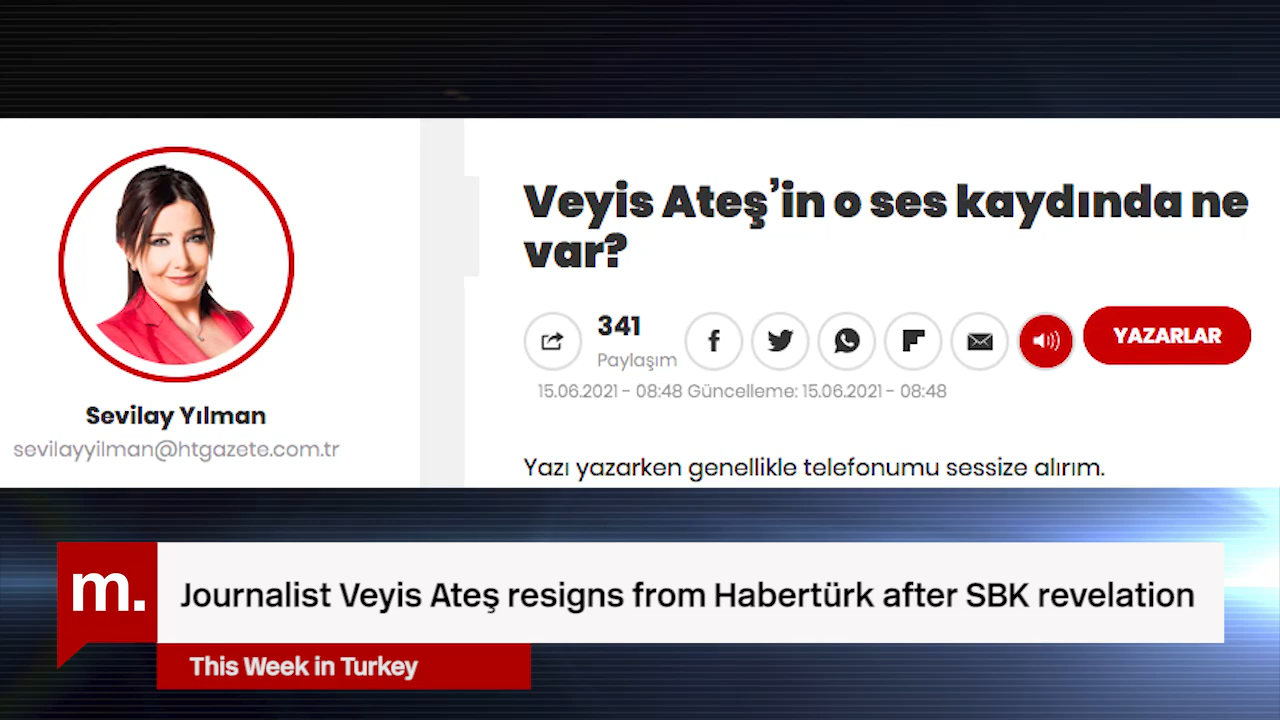 Sevilay Yılman
sevilayyilman@htgazete.com.tr
Veyis Ateş’in o ses kaydında ne
var?
341
Paylaşım
YAZARLAR
15.06.2021 - 08:48 Güncelleme: 15.06.2021 - 08:48
Yazı yazarken genellikle telefonumu sessize alırım.
m.
Journalist Veyis Ateş resigns from Habertürk after SBK revelation
This Week in Turkey